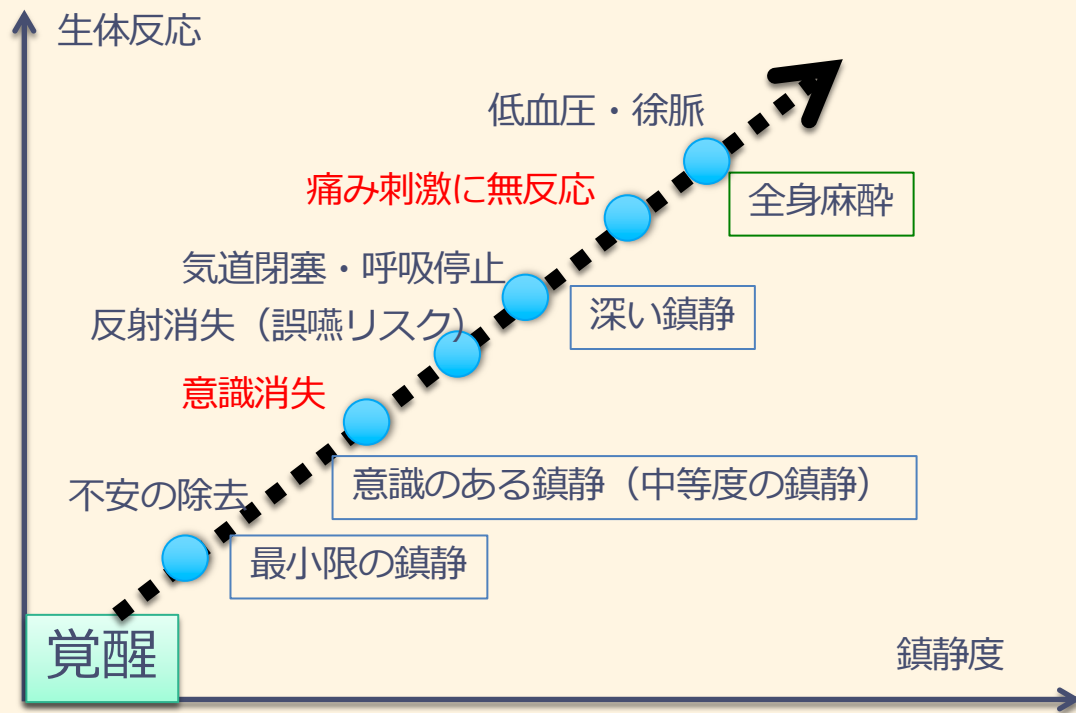 生体反応
低血圧・徐脈
痛み刺激に無反応
全身麻酔
気道閉塞・呼吸停止
深い鎮静
反射消失（誤嚥リスク）
意識消失
意識のある鎮静（中等度の鎮静）
不安の除去
最小限の鎮静
覚醒
鎮静度